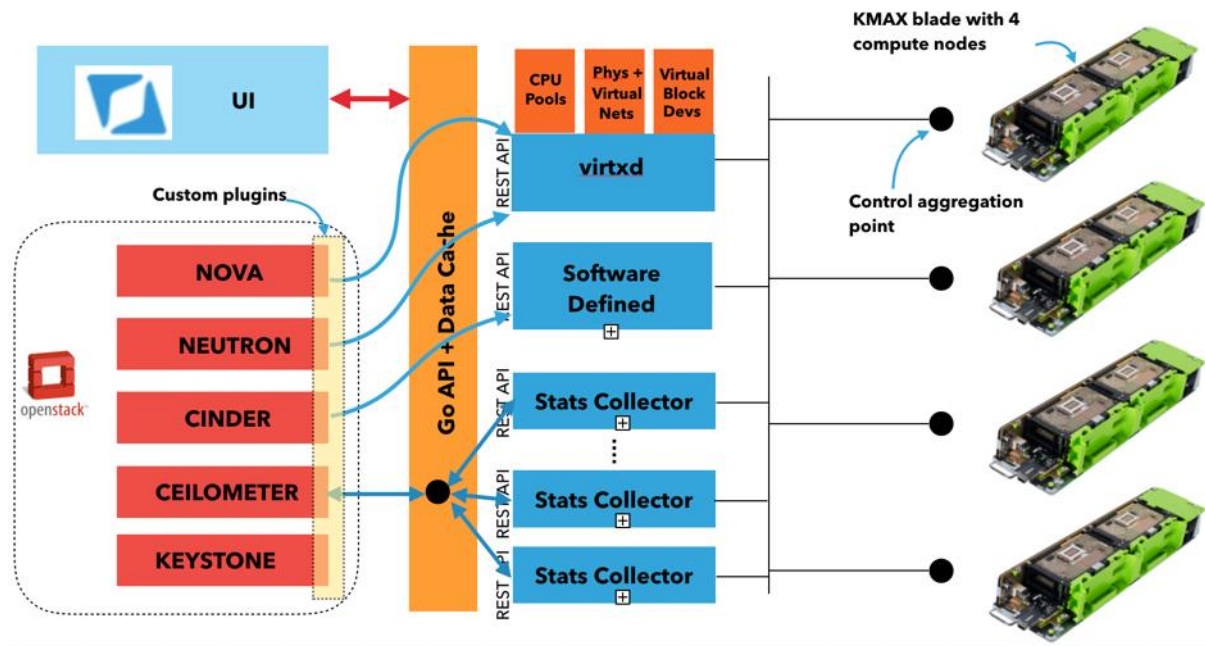 KMAX blade with 4
compute nodes
UI
CPU
Pools
Phys +
Virtual
Nets
Virtual
Block
Devs
REST API
virtxd
Custom plugins
Control aggregation
point
NOVA
REST API
Software
Defined
NEUTRON
Go API + Data Cache
openstack™
CINDER
REST API
Stats Collector
CEILOMETER
REST API
Stats Collector
KEYSTONE
REST API
Stats Collector